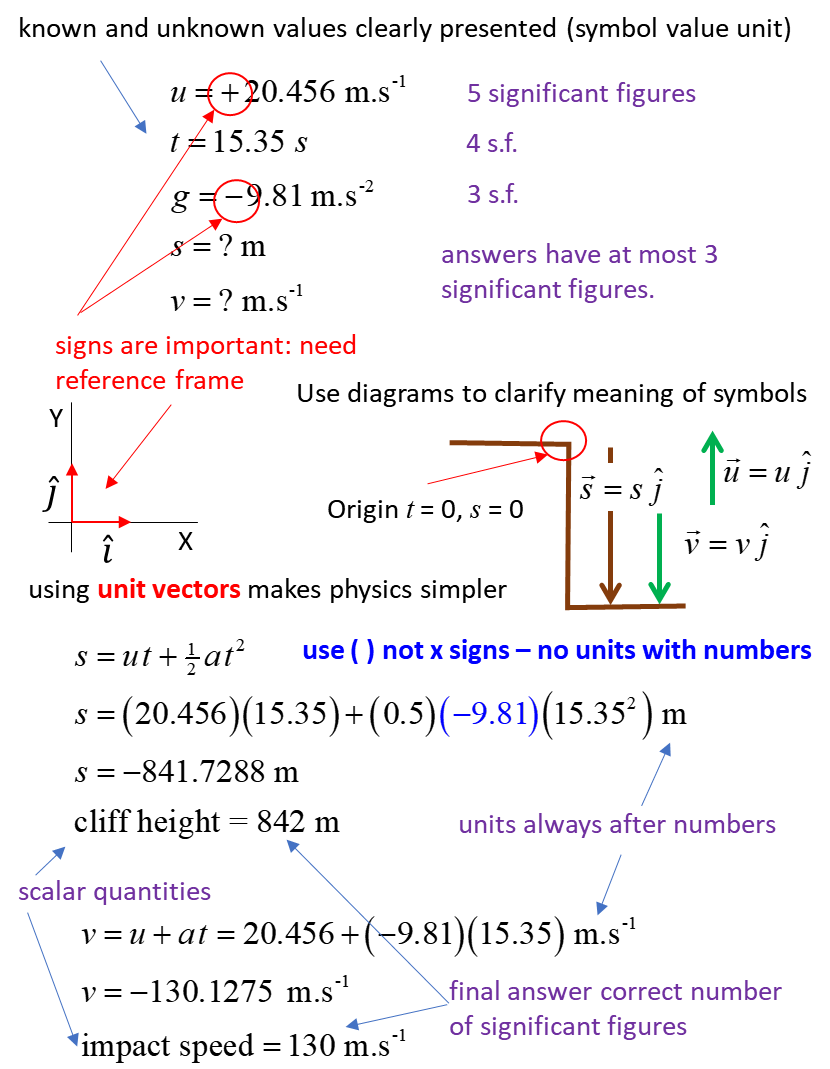 known and unknown values clearly presented (symbol value unit)
u = +20.456 m.s⁻¹ 5 significant figures
t = 15.35 s 4 s.f.
g = −9.81 m.s⁻² 3 s.f.
s = ? m
answers have at most 3
significant figures.
v = ? m.s⁻¹
signs are important: need
reference frame
Use diagrams to clarify meaning of symbols
Y
ĵ
î
X
Origin t = 0, s = 0
s⃗ = s ĵ
u⃗ = u ĵ
v⃗ = v ĵ
using unit vectors makes physics simpler
s = ut + ½at²
use ( ) not x signs – no units with numbers
s = (20.456)(15.35) + (0.5)(−9.81)(15.35²) m
s = −841.7288 m
cliff height = 842 m
units always after numbers
scalar quantities
v = u + at = 20.456 + (−9.81)(15.35) m.s⁻¹
v = −130.1275 m.s⁻¹
final answer correct number
of significant figures
impact speed = 130 m.s⁻¹